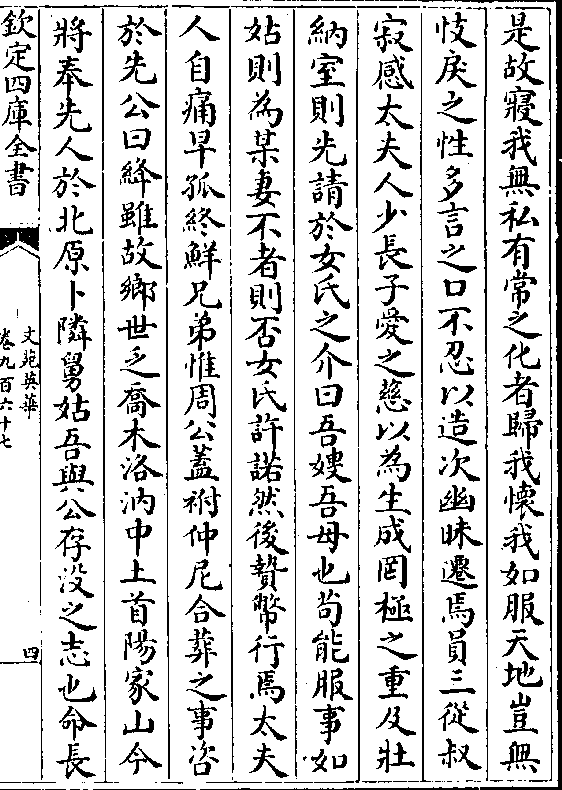 是故寢我無私有常之化者歸我懷我如服天地豈無
忮戾之性多言之口不忍以造次幽昧遷焉員三從叔
寂感太夫人少長子愛之慈以為生成罔極之重及壯
納室則先請於女氏之介曰吾嫂吾母也苟能服事如
姑則為某妻不者則否女氏許諾然後贄幣行焉太夫
人自痛早孤終鮮兄弟惟周公蓋祔仲尼合葬之事咨
於先公曰絳雖故鄉世乏喬木洛汭中土首陽家山今
將奉先人於北原卜隣舅姑吾與公存没之志也命長
欽定四庫全書
文苑英華
卷九百六十七
四